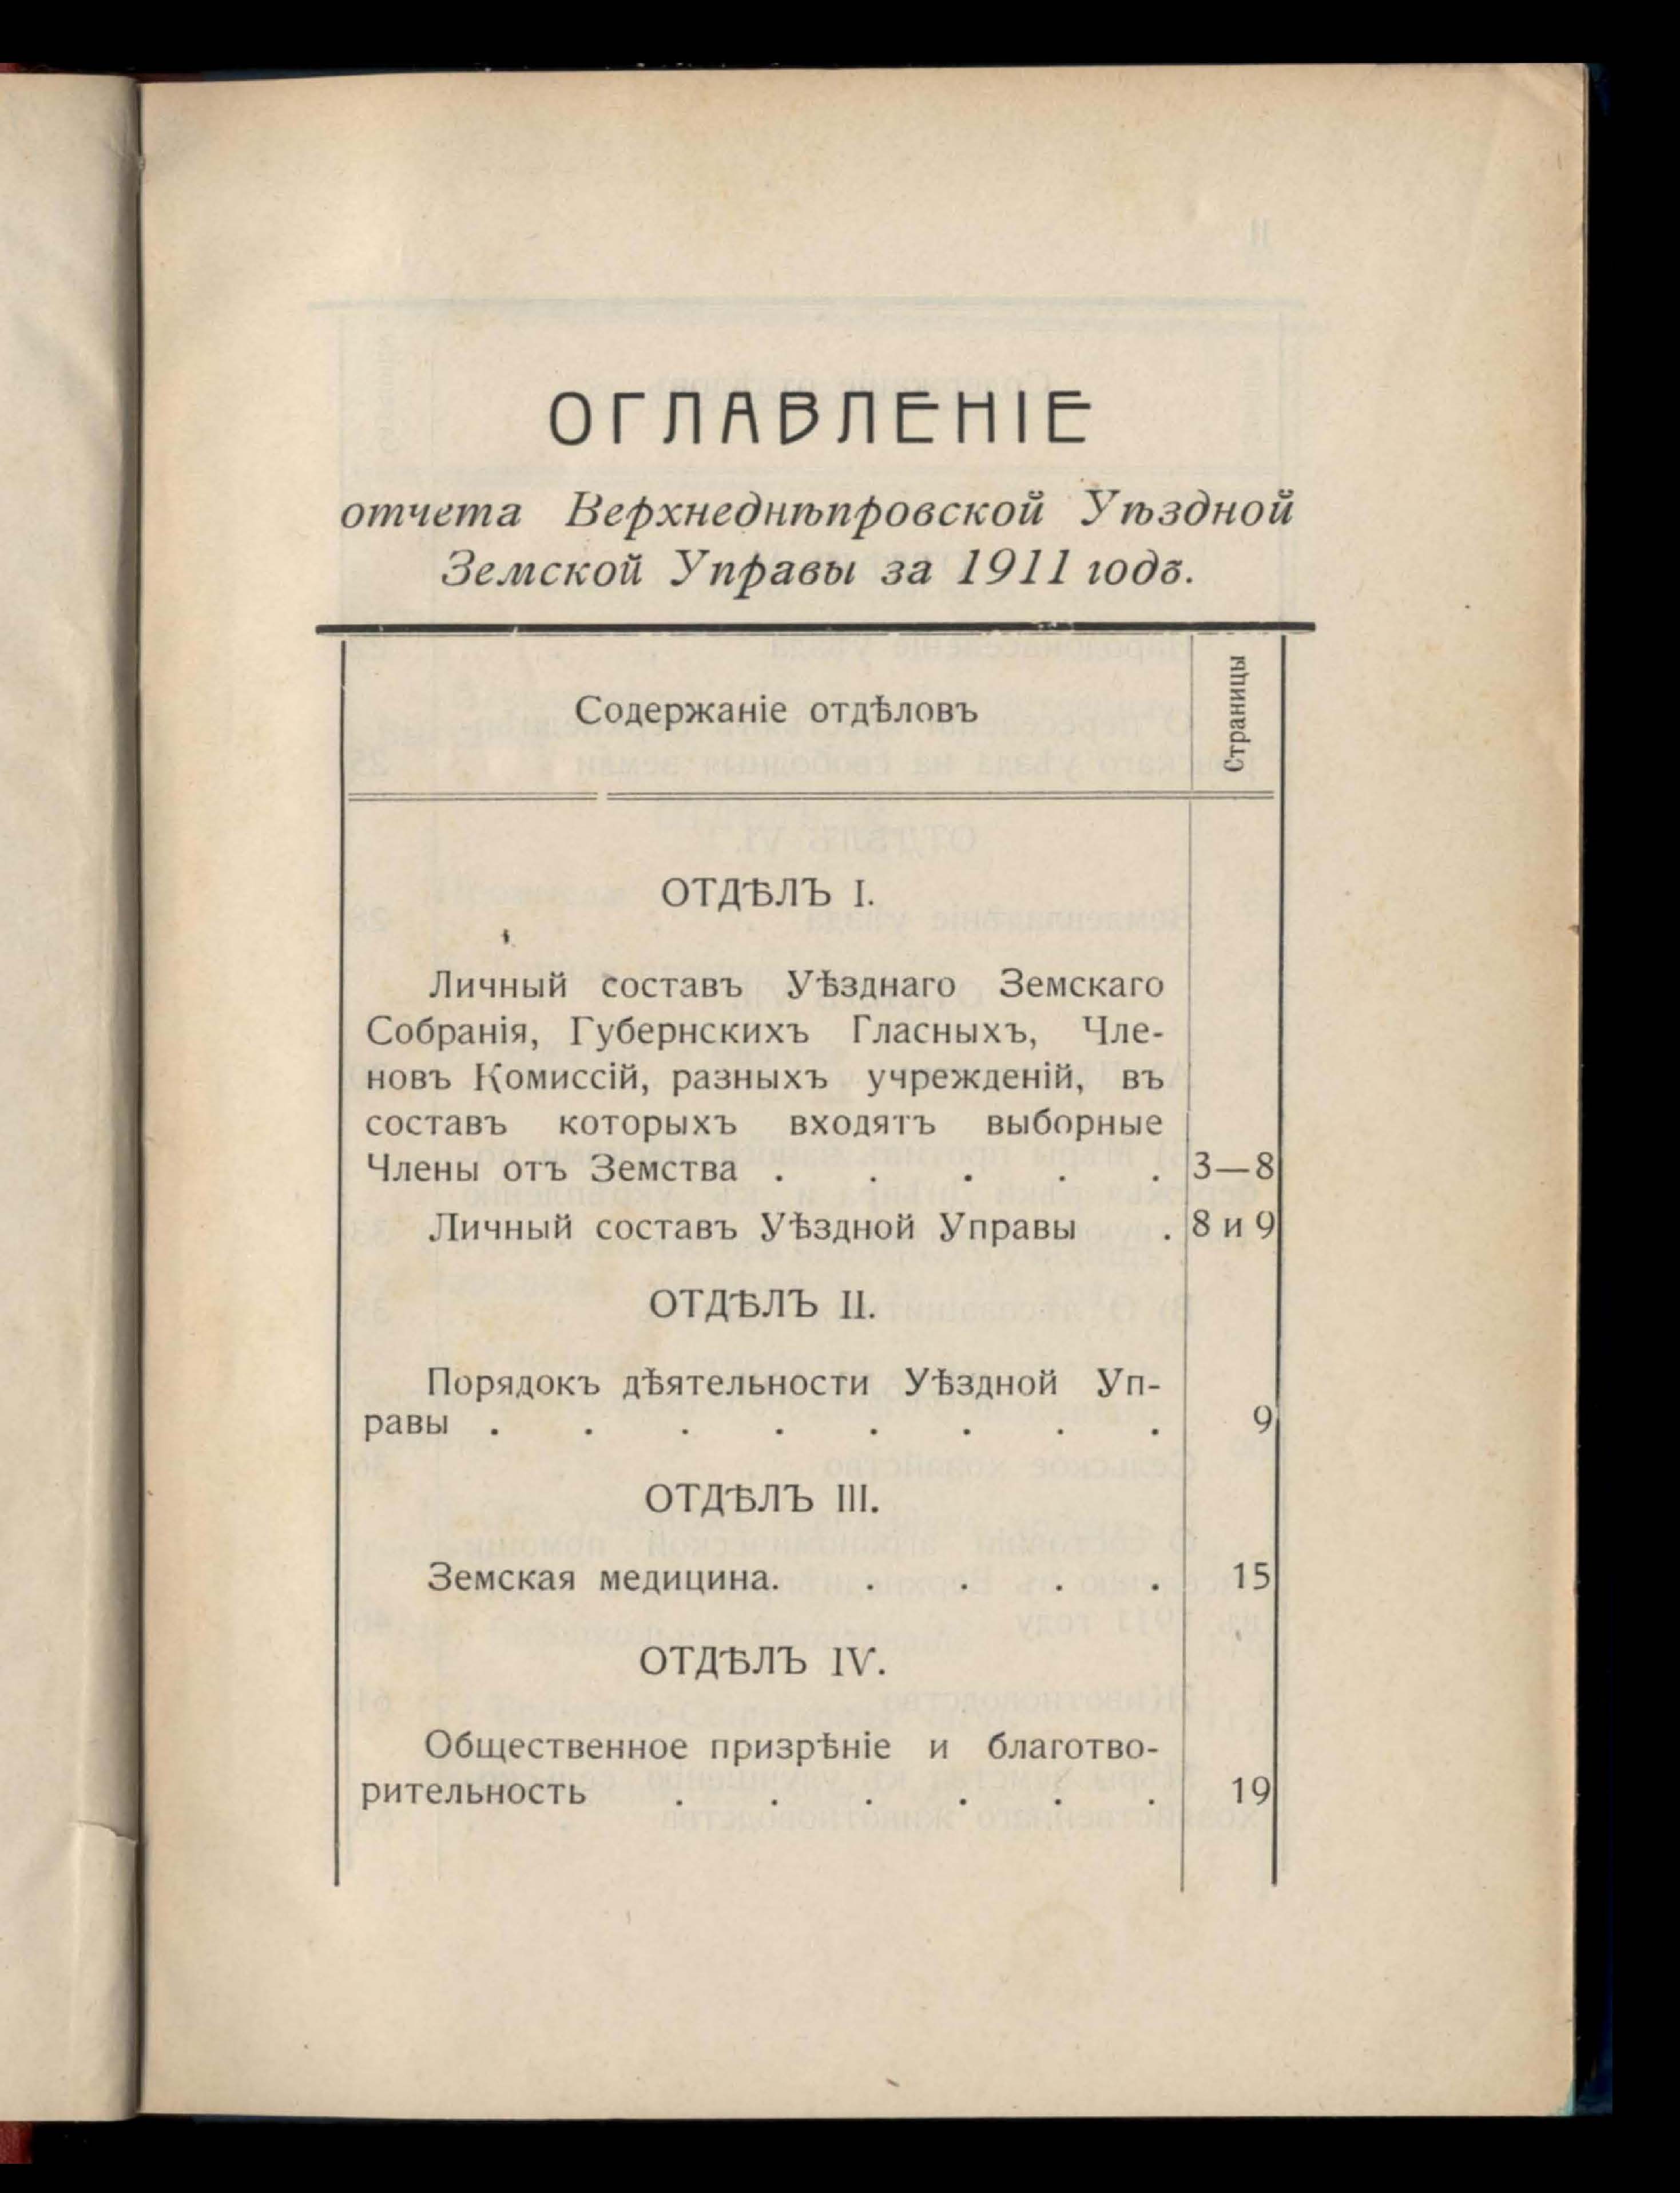 ОГЛАВЛЕНІЕ
отчета Верхнеднѣпровской Уѣздной
Земской Управы за 1911 годъ.
Содержаніе отдѣловъ
Страницы
ОТДѢЛЪ I.
Личный составъ Уѣзднаго Земскаго
Собранія, Губернскихъ Гласныхъ, Чле-
новъ Комиссій, разныхъ учрежденій, въ
составъ которыхъ входятъ выборные
Члены отъ Земства . . . . . 3—8
Личный составъ Уѣздной Управы . 8 и 9
ОТДѢЛЪ II.
Порядокъ дѣятельности Уѣздной Уп-
равы . . . . . . . . 9
ОТДѢЛЪ III.
Земская медицина. . . . . 15
ОТДѢЛЪ IV.
Общественное призрѣніе и благотво-
рительность . . . . . . 19